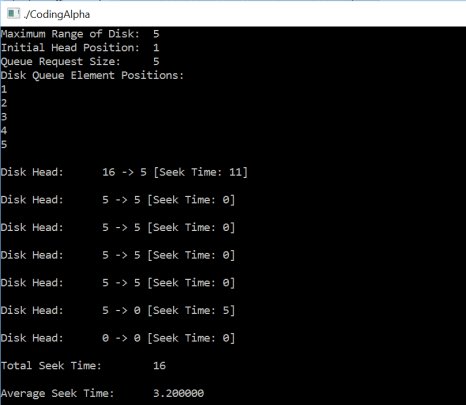 ./CodingAlpha
Maximum Range of Disk: 5
Initial Head Position: 1
Queue Request Size: 5
Disk Queue Element Positions:
1
2
3
4
5
Disk Head: 16 -> 5 [Seek Time: 11]
Disk Head: 5 -> 5 [Seek Time: 0]
Disk Head: 5 -> 5 [Seek Time: 0]
Disk Head: 5 -> 5 [Seek Time: 0]
Disk Head: 5 -> 5 [Seek Time: 0]
Disk Head: 5 -> 0 [Seek Time: 5]
Disk Head: 0 -> 0 [Seek Time: 0]
Total Seek Time: 16
Average Seek Time: 3.200000